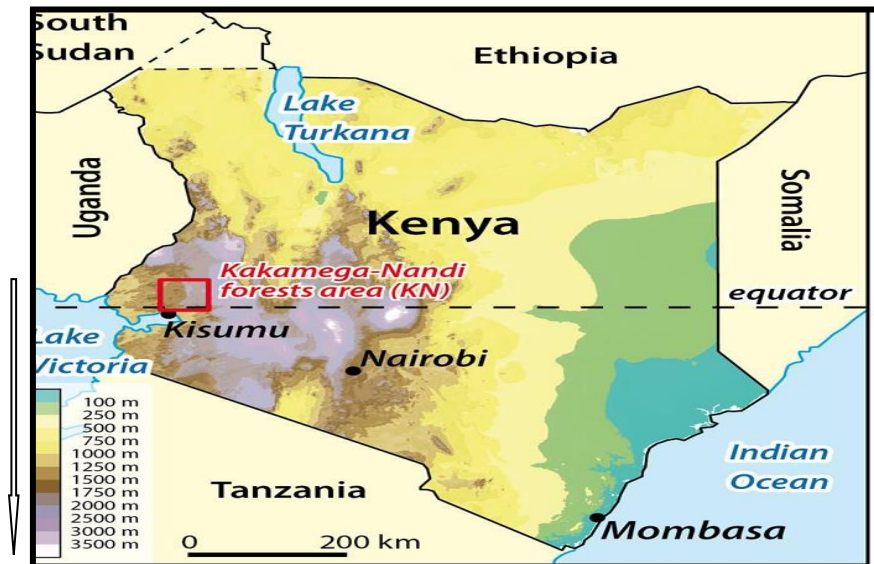 South
Sudan
Ethiopia
Lake
Turkana
Uganda
Somalia
Kenya
Kakamega-Nandi
forests area (KN)
equator
Kisumu
Lake
Victoria
Nairobi
100 m
250 m
500 m
750 m
1000 m
1250 m
1500 m
1750 m
2000 m
2500 m
3000 m
3500 m
Tanzania
Indian
Ocean
Mombasa
0 200 km